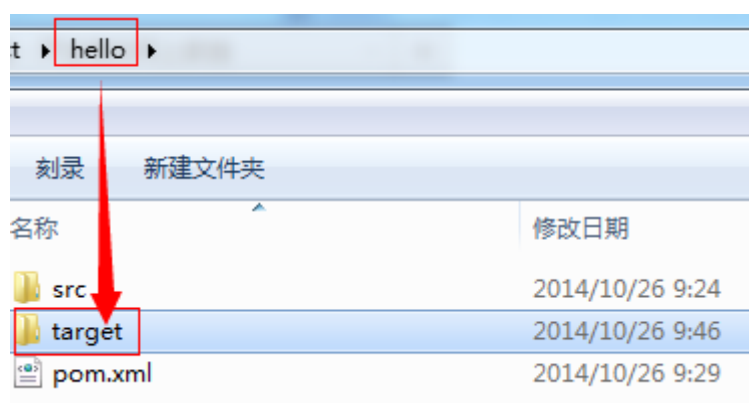 t ▸ hello ▸
刻录 新建文件夹
名称 修改日期
src 2014/10/26 9:24
target 2014/10/26 9:46
pom.xml 2014/10/26 9:29